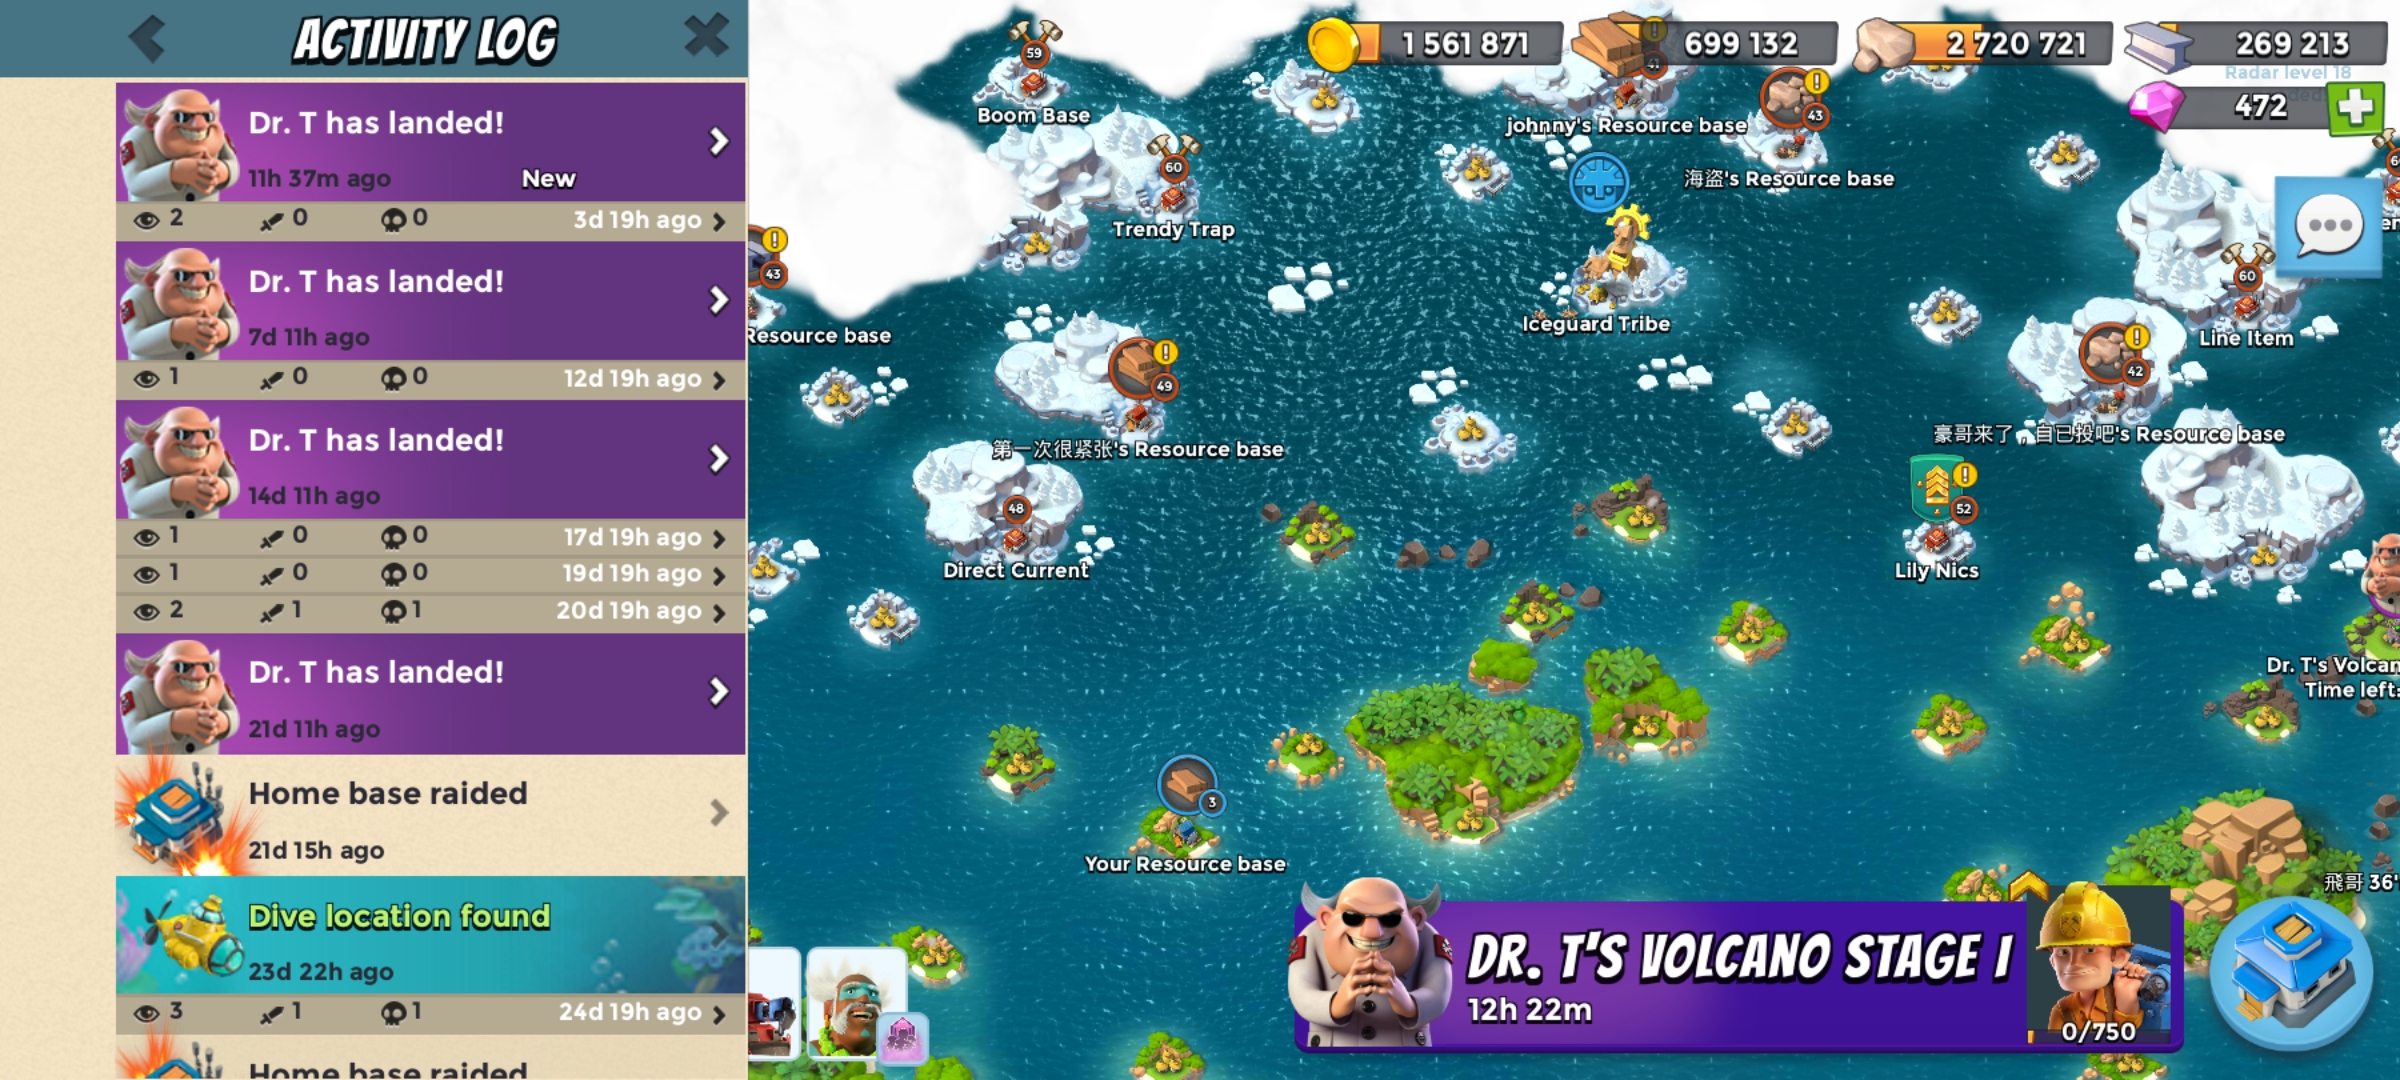 ACTIVITY LOG
Dr. T has landed!
11h 37m ago
New
2 0 0 3d 19h ago
Dr. T has landed!
7d 11h ago
1 0 0 12d 19h ago
Dr. T has landed!
14d 11h ago
1 0 0 17d 19h ago
1 0 0 19d 19h ago
2 1 1 20d 19h ago
Dr. T has landed!
21d 11h ago
Home base raided
21d 15h ago
Dive location found
23d 22h ago
3 1 1 24d 19h ago
Home base raided
1 561 871
699 132
2 720 721
269 213
Radar level 18
472
59
Boom Base
41
johnny's Resource base
43
海盜's Resource base
60
Trendy Trap
43
Resource base
Iceguard Tribe
60
Line Item
49
第一次很紧张's Resource base
42
豪哥来了，自已投吧's Resource base
48
Direct Current
52
Lily Nics
Dr. T's Volcan
Time left:
3
Your Resource base
飛哥 36'
DR. T'S VOLCANO STAGE I
12h 22m
0/750